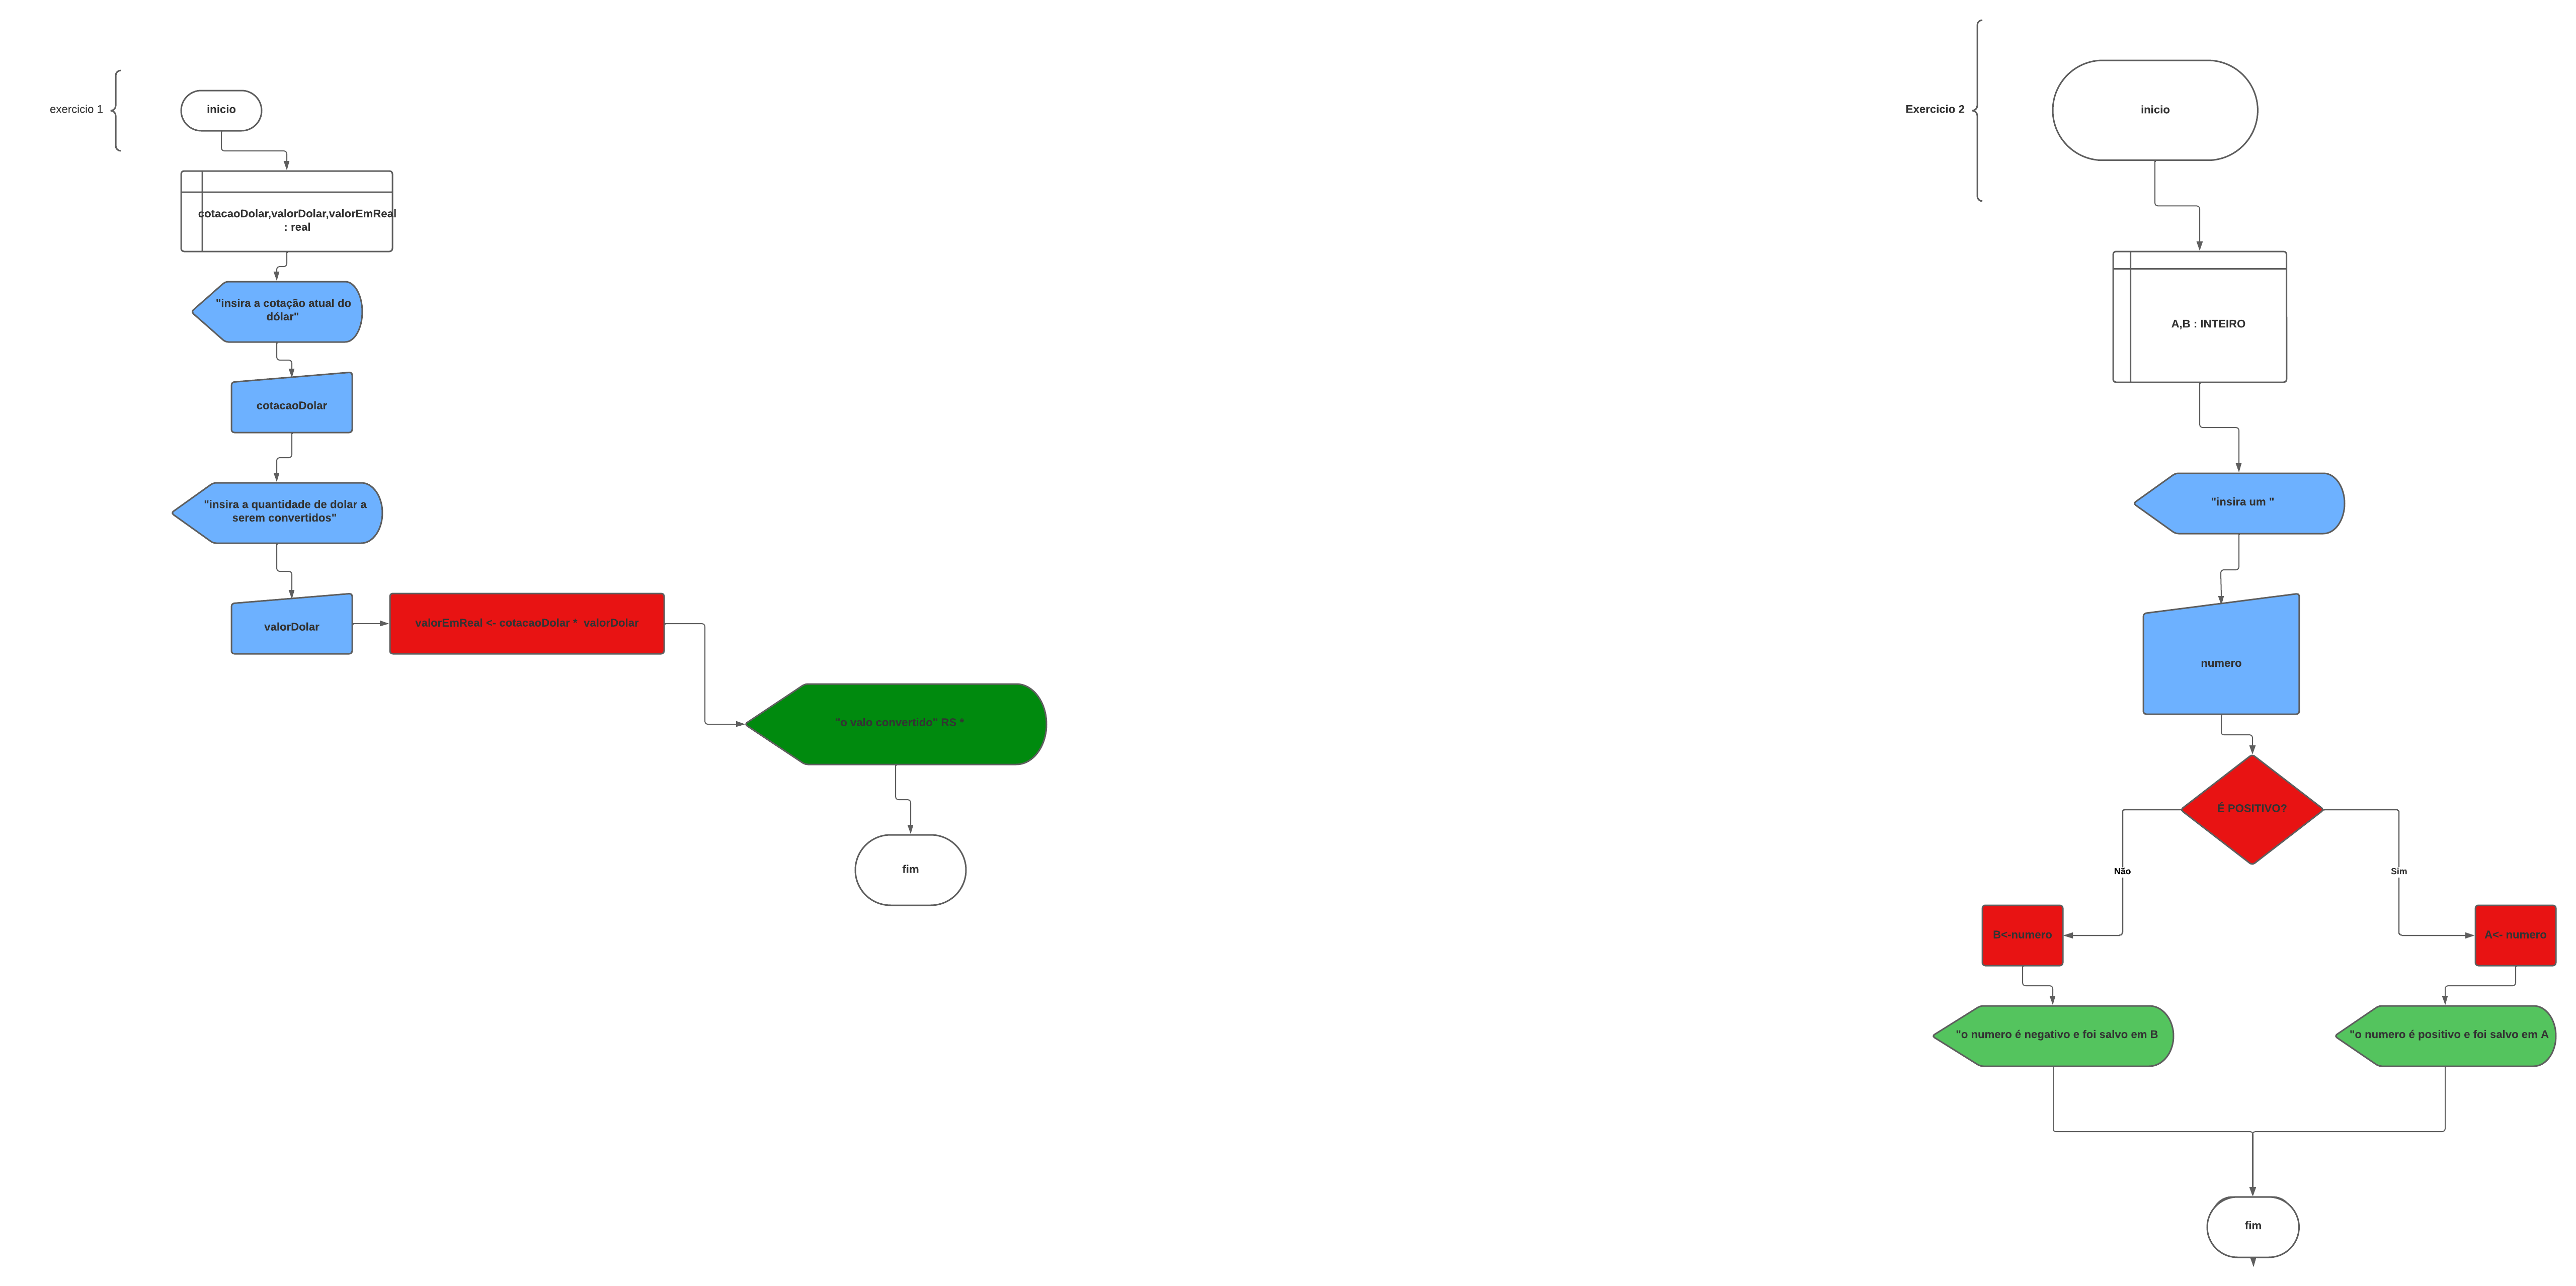 exercicio 1
inicio
cotacaoDolar,valorDolar,valorEmReal
: real
"insira a cotação atual do
dólar"
cotacaoDolar
"insira a quantidade de dolar a
serem convertidos"
valorDolar
valorEmReal <- cotacaoDolar * valorDolar
"o valo convertido" RS *
fim
Exercicio 2
inicio
A,B : INTEIRO
"insira um "
numero
É POSITIVO?
Não
Sim
B<-numero
A<- numero
"o numero é negativo e foi salvo em B
"o numero é positivo e foi salvo em A
fim